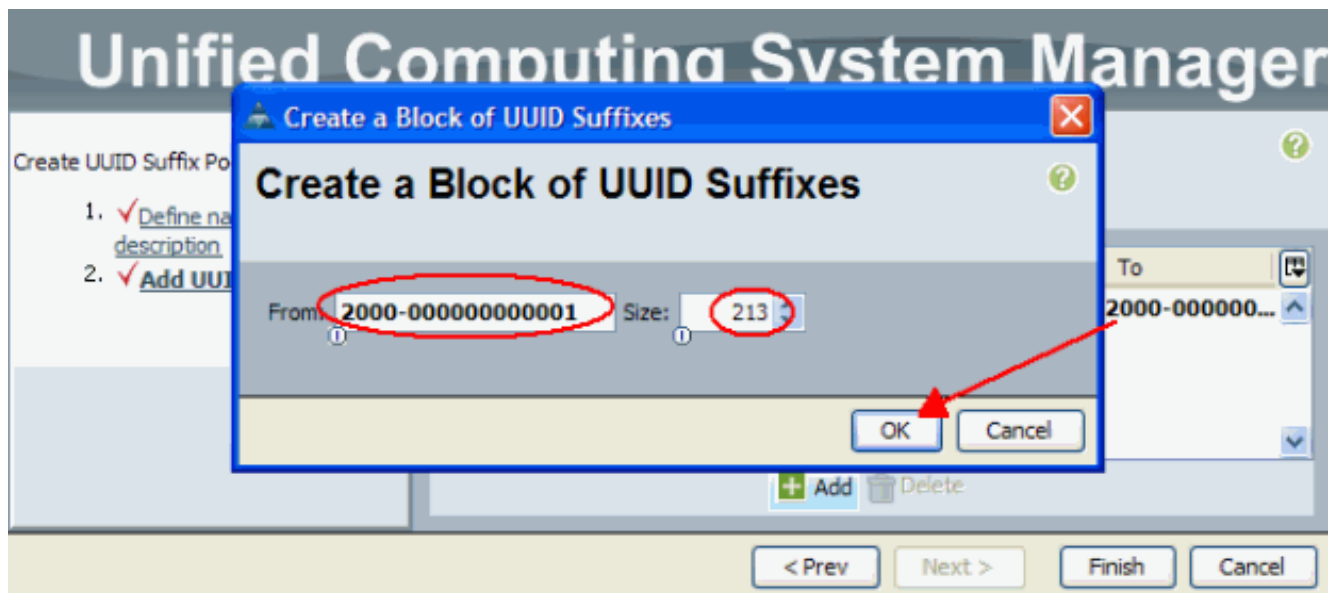 Unified Computing System Manager
Create a Block of UUID Suffixes
Create UUID Suffix Po
Create a Block of UUID Suffixes
1. Define na
description
2. Add UUI
To
From: 2000-000000000001 Size: 213
2000-000000...
OK Cancel
Add Delete
< Prev Next > Finish Cancel